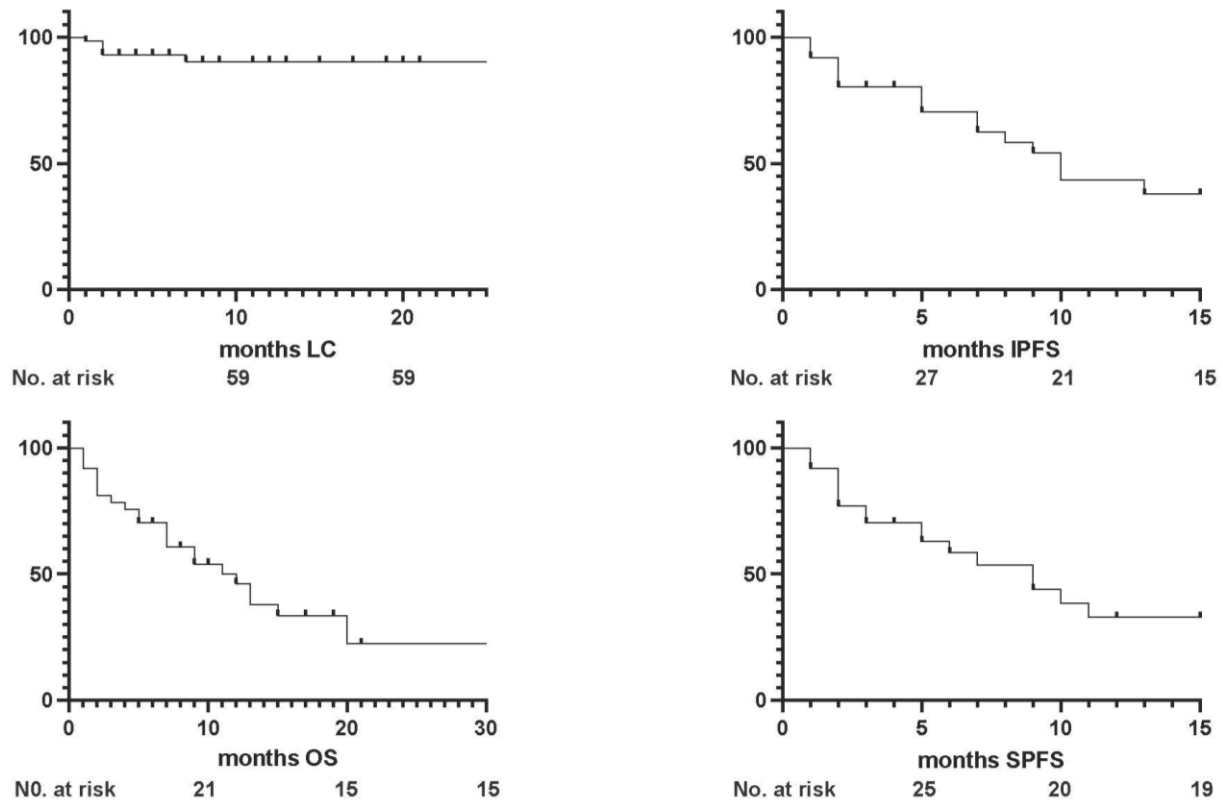 100
50
0
0 10 20
months LC
No. at risk 59 59
100
50
0
0 5 10 15
months IPFS
No. at risk 27 21 15
100
50
0
0 10 20 30
months OS
N0. at risk 21 15 15
100
50
0
0 5 10 15
months SPFS
No. at risk 25 20 19